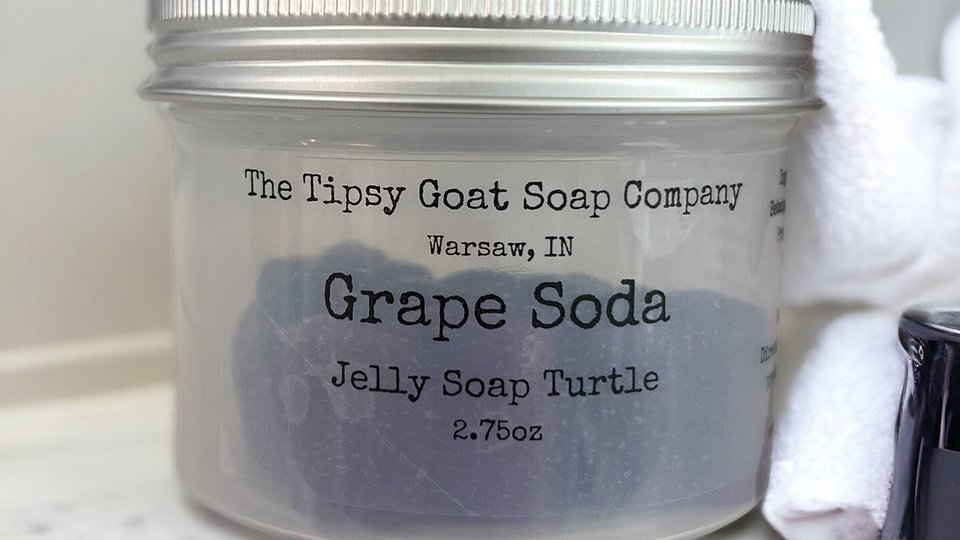 The Tipsy Goat Soap Company
Warsaw, IN
Grape Soda
Jelly Soap Turtle
2.75oz